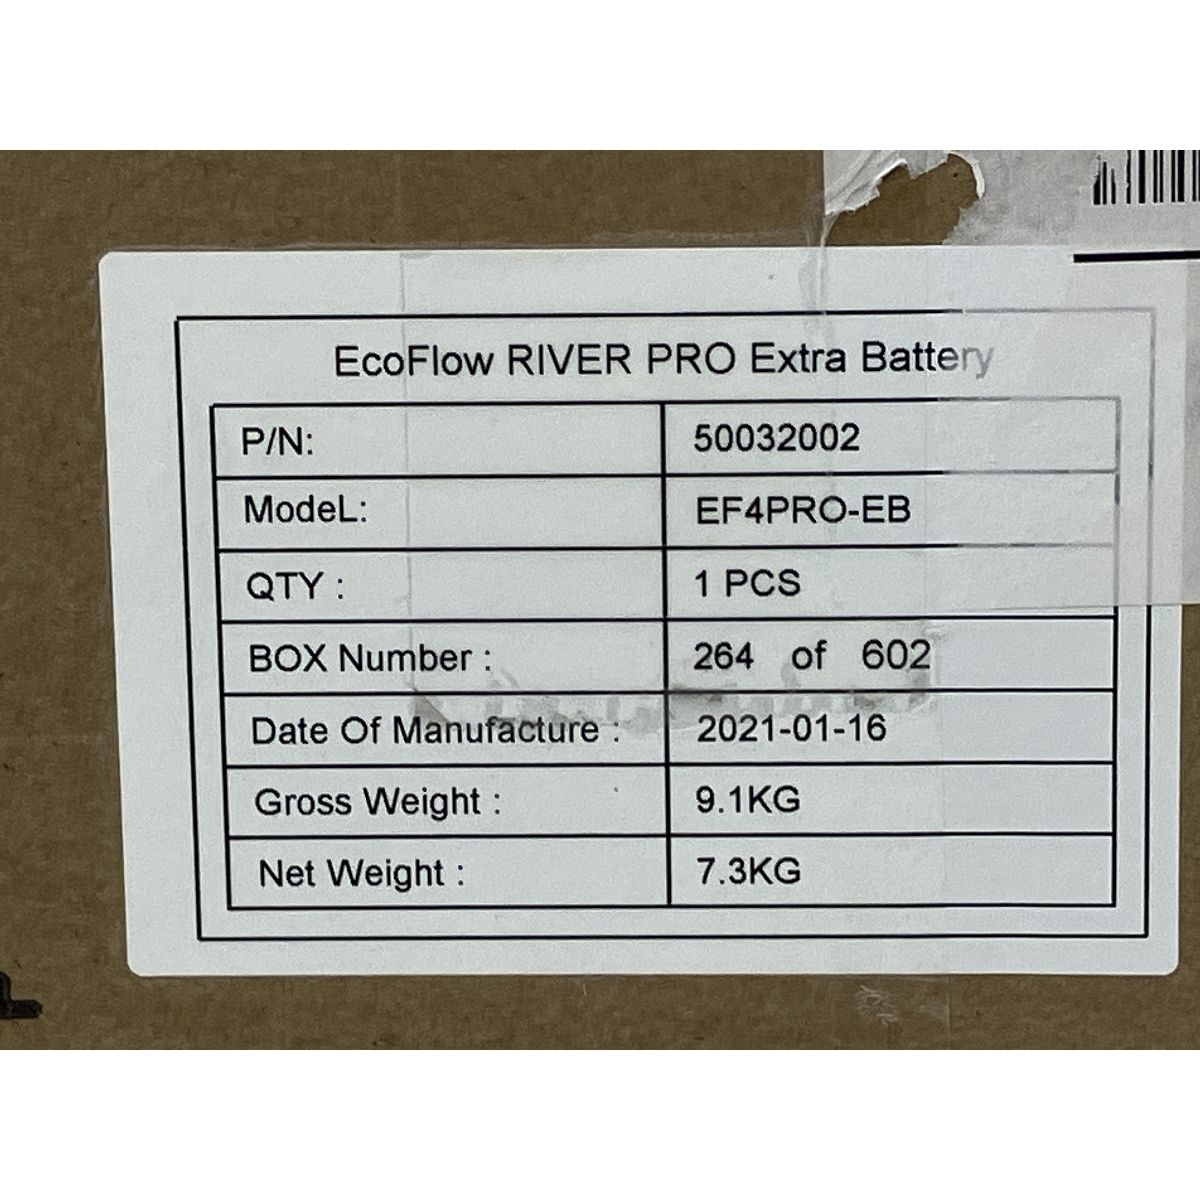 EcoFlow RIVER PRO Extra Battery
P/N: 50032002
ModeL: EF4PRO-EB
QTY : 1 PCS
BOX Number : 264 of 602
Date Of Manufacture : 2021-01-16
Gross Weight : 9.1KG
Net Weight : 7.3KG